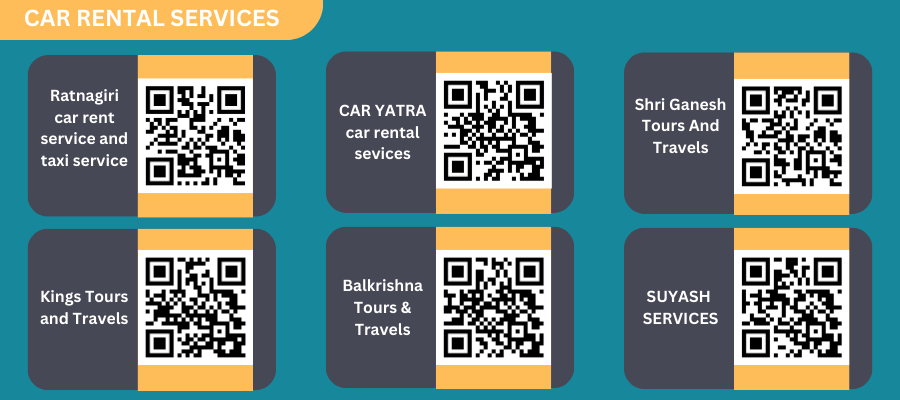 CAR RENTAL SERVICES
Ratnagiri
car rent
service and
taxi service
CAR YATRA
car rental
sevices
Shri Ganesh
Tours And
Travels
Kings Tours
and Travels
Balkrishna
Tours &
Travels
SUYASH
SERVICES